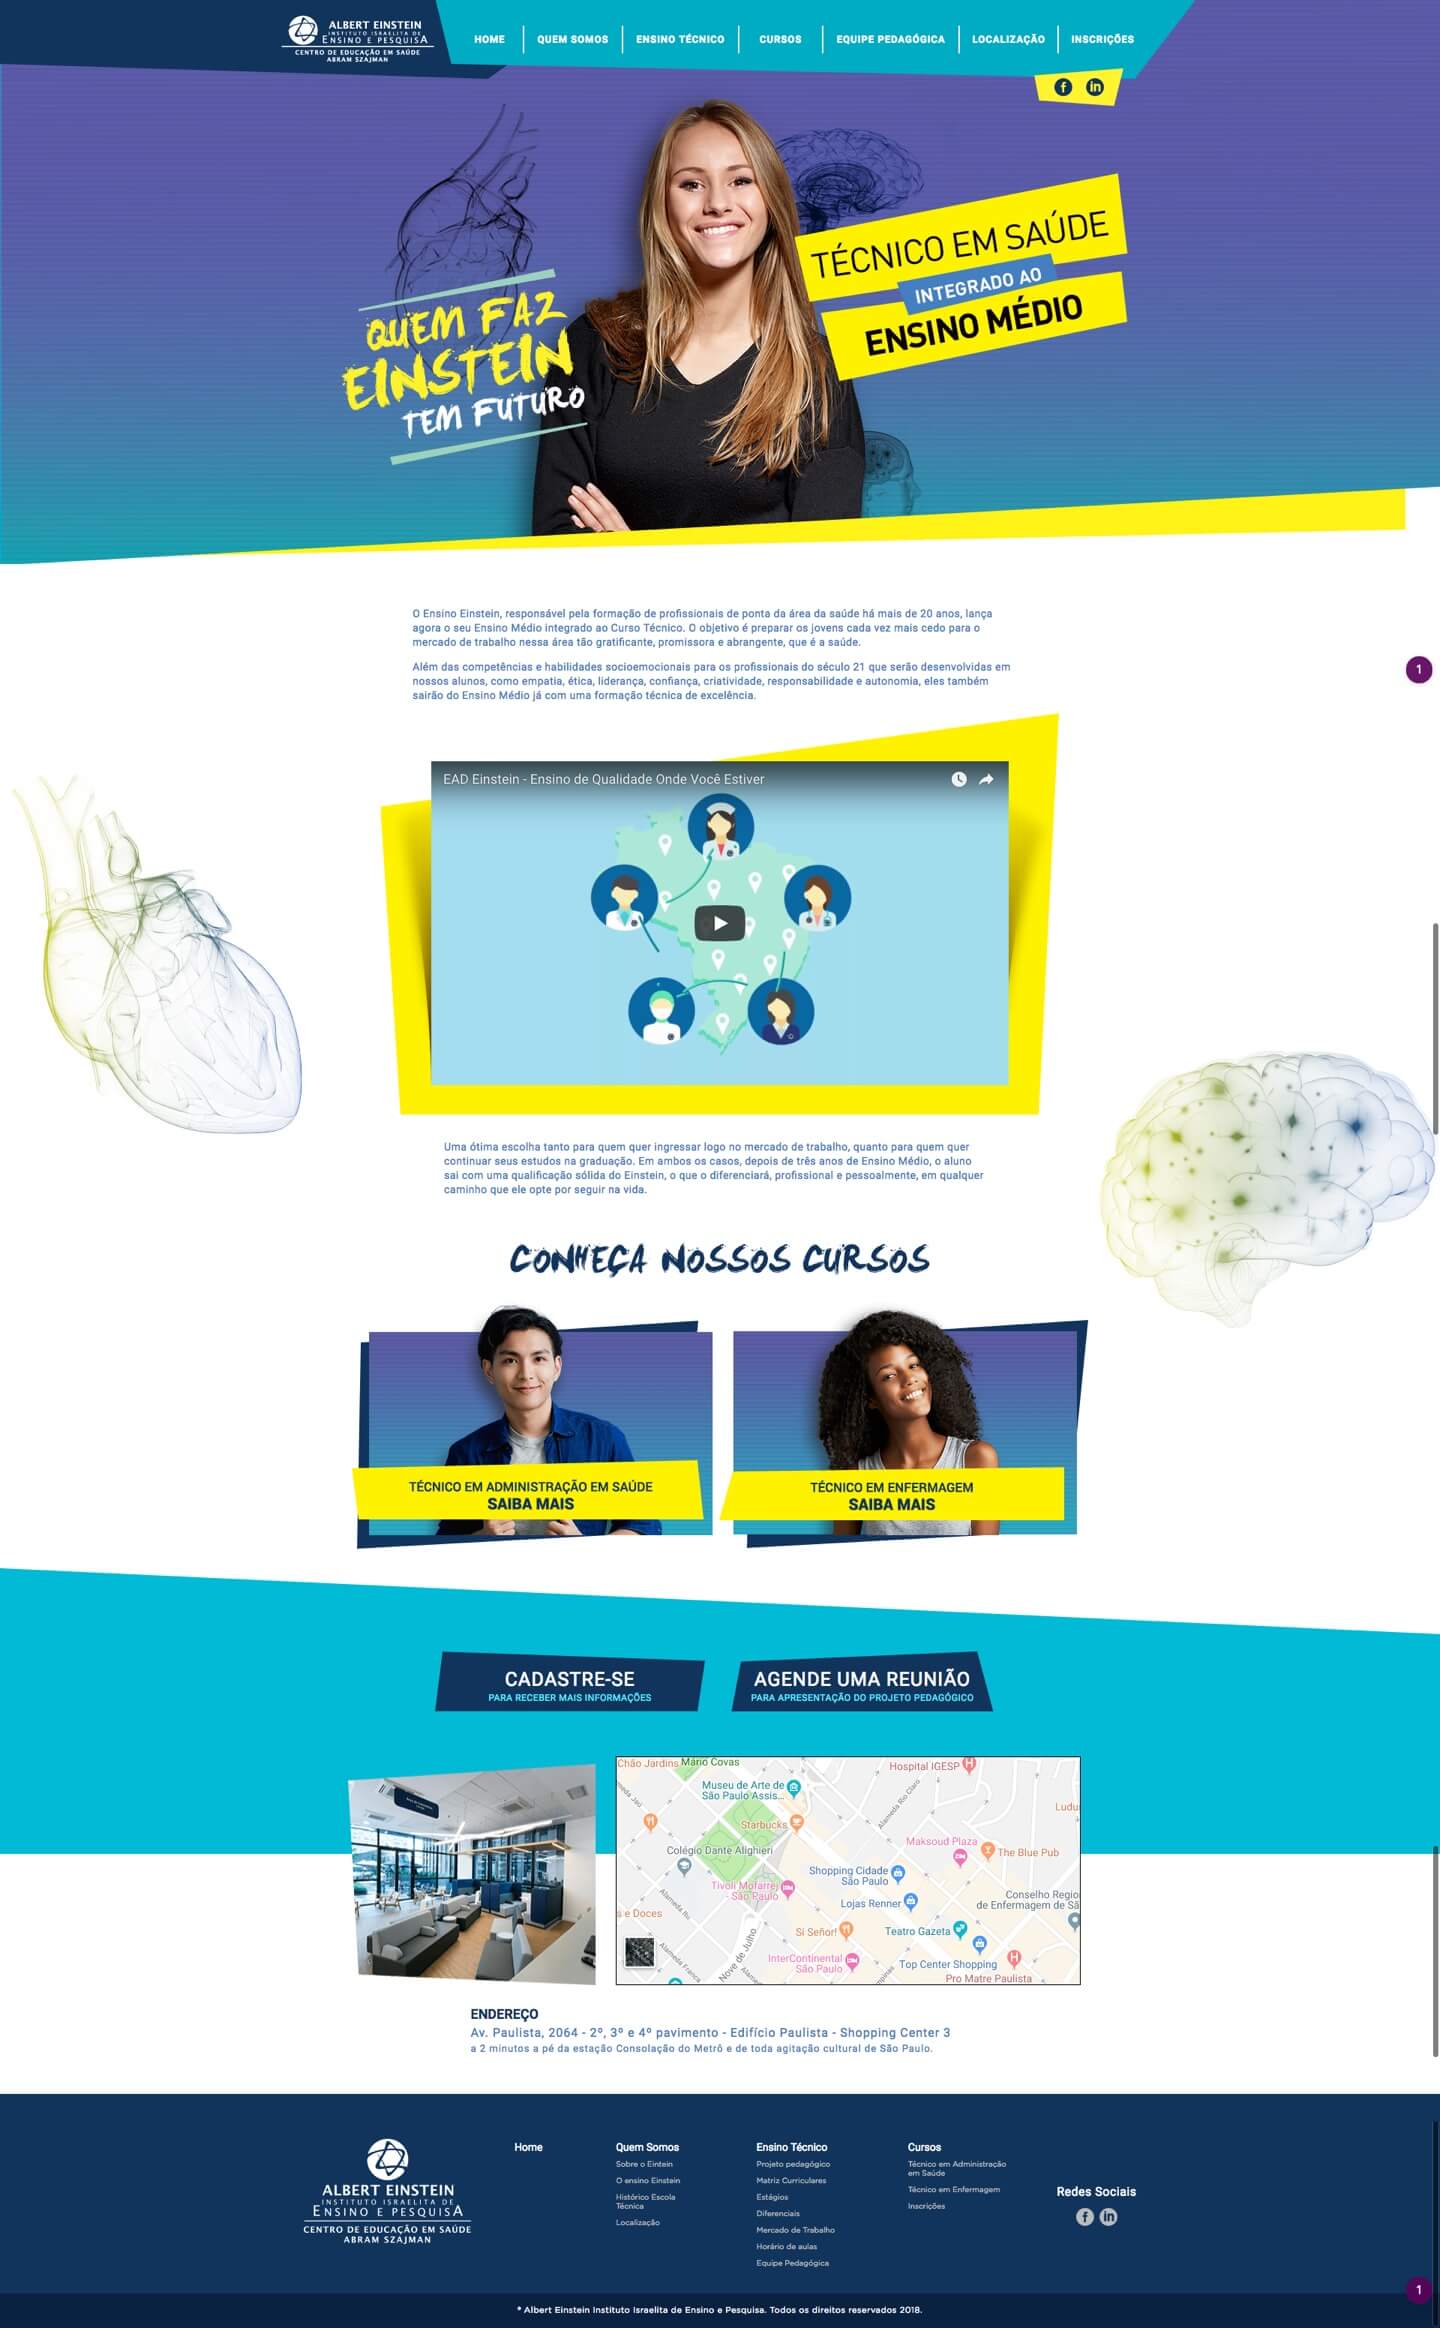 ALBERT EINSTEIN
INSTITUTO ISRAELITA DE
ENSINO E PESQUISA
CENTRO DE EDUCAÇÃO EM SAÚDE
ABRAM SZAJMAN
HOME
QUEM SOMOS
ENSINO TÉCNICO
CURSOS
EQUIPE PEDAGÓGICA
LOCALIZAÇÃO
INSCRIÇÕES
f in
TÉCNICO EM SAÚDE
INTEGRADO AO
ENSINO MÉDIO
QUEM FAZ
EINSTEIN
TEM FUTURO
O Ensino Einstein, responsável pela formação de profissionais de ponta da área da saúde há mais de 20 anos, lança
agora o seu Ensino Médio integrado ao Curso Técnico. O objetivo é preparar os jovens cada vez mais cedo para o
mercado de trabalho nessa área tão gratificante, promissora e abrangente, que é a saúde.
Além das competências e habilidades socioemocionais para os profissionais do século 21 que serão desenvolvidas em
nossos alunos, como empatia, ética, liderança, confiança, criatividade, responsabilidade e autonomia, eles também
sairão do Ensino Médio já com uma formação técnica de excelência.
1
EAD Einstein - Ensino de Qualidade Onde Você Estiver
Uma ótima escolha tanto para quem quer ingressar logo no mercado de trabalho, quanto para quem quer
continuar seus estudos na graduação. Em ambos os casos, depois de três anos de Ensino Médio, o aluno
sai com uma qualificação sólida do Einstein, o que o diferenciará, profissional e pessoalmente, em qualquer
caminho que ele opte por seguir na vida.
CONHEÇA NOSSOS CURSOS
TÉCNICO EM ADMINISTRAÇÃO EM SAÚDE
SAIBA MAIS
TÉCNICO EM ENFERMAGEM
SAIBA MAIS
CADASTRE-SE
PARA RECEBER MAIS INFORMAÇÕES
AGENDE UMA REUNIÃO
PARA APRESENTAÇÃO DO PROJETO PEDAGÓGICO
Chão Jardins
Mário Covas
Hospital IGESP
H
Museu de Arte de
São Paulo Assis...
Alameda Rio Claro
meda Jaú
Ludu
Starbucks
Maksoud Plaza
Colégio Dante Alighieri
The Blue Pub
Shopping Cidade
São Paulo
Tivoli Mofarrej
- São Paulo
Lojas Renner
Conselho Regio
de Enfermagem de Sã
Alameda Itu
s e Doces
Si Señor!
Teatro Gazeta
Nove de Julho
Alameda Franca
InterContinental
São Paulo
Top Center Shopping
H
Pro Matre Paulista
ENDEREÇO
Av. Paulista, 2064 - 2º, 3º e 4º pavimento - Edifício Paulista - Shopping Center 3
a 2 minutos a pé da estação Consolação do Metrô e de toda agitação cultural de São Paulo.
ALBERT EINSTEIN
INSTITUTO ISRAELITA DE
ENSINO E PESQUISA
CENTRO DE EDUCAÇÃO EM SAÚDE
ABRAM SZAJMAN
Home
Quem Somos
Sobre o Eintein
O ensino Einstein
Histórico Escola
Técnica
Localização
Ensino Técnico
Projeto pedagógico
Matriz Curriculares
Estágios
Diferenciais
Mercado de Trabalho
Horário de aulas
Equipe Pedagógica
Cursos
Técnico em Administração
em Saúde
Técnico em Enfermagem
Inscrições
Redes Sociais
f in
1
* Albert Einstein Instituto Israelita de Ensino e Pesquisa. Todos os direitos reservados 2018.